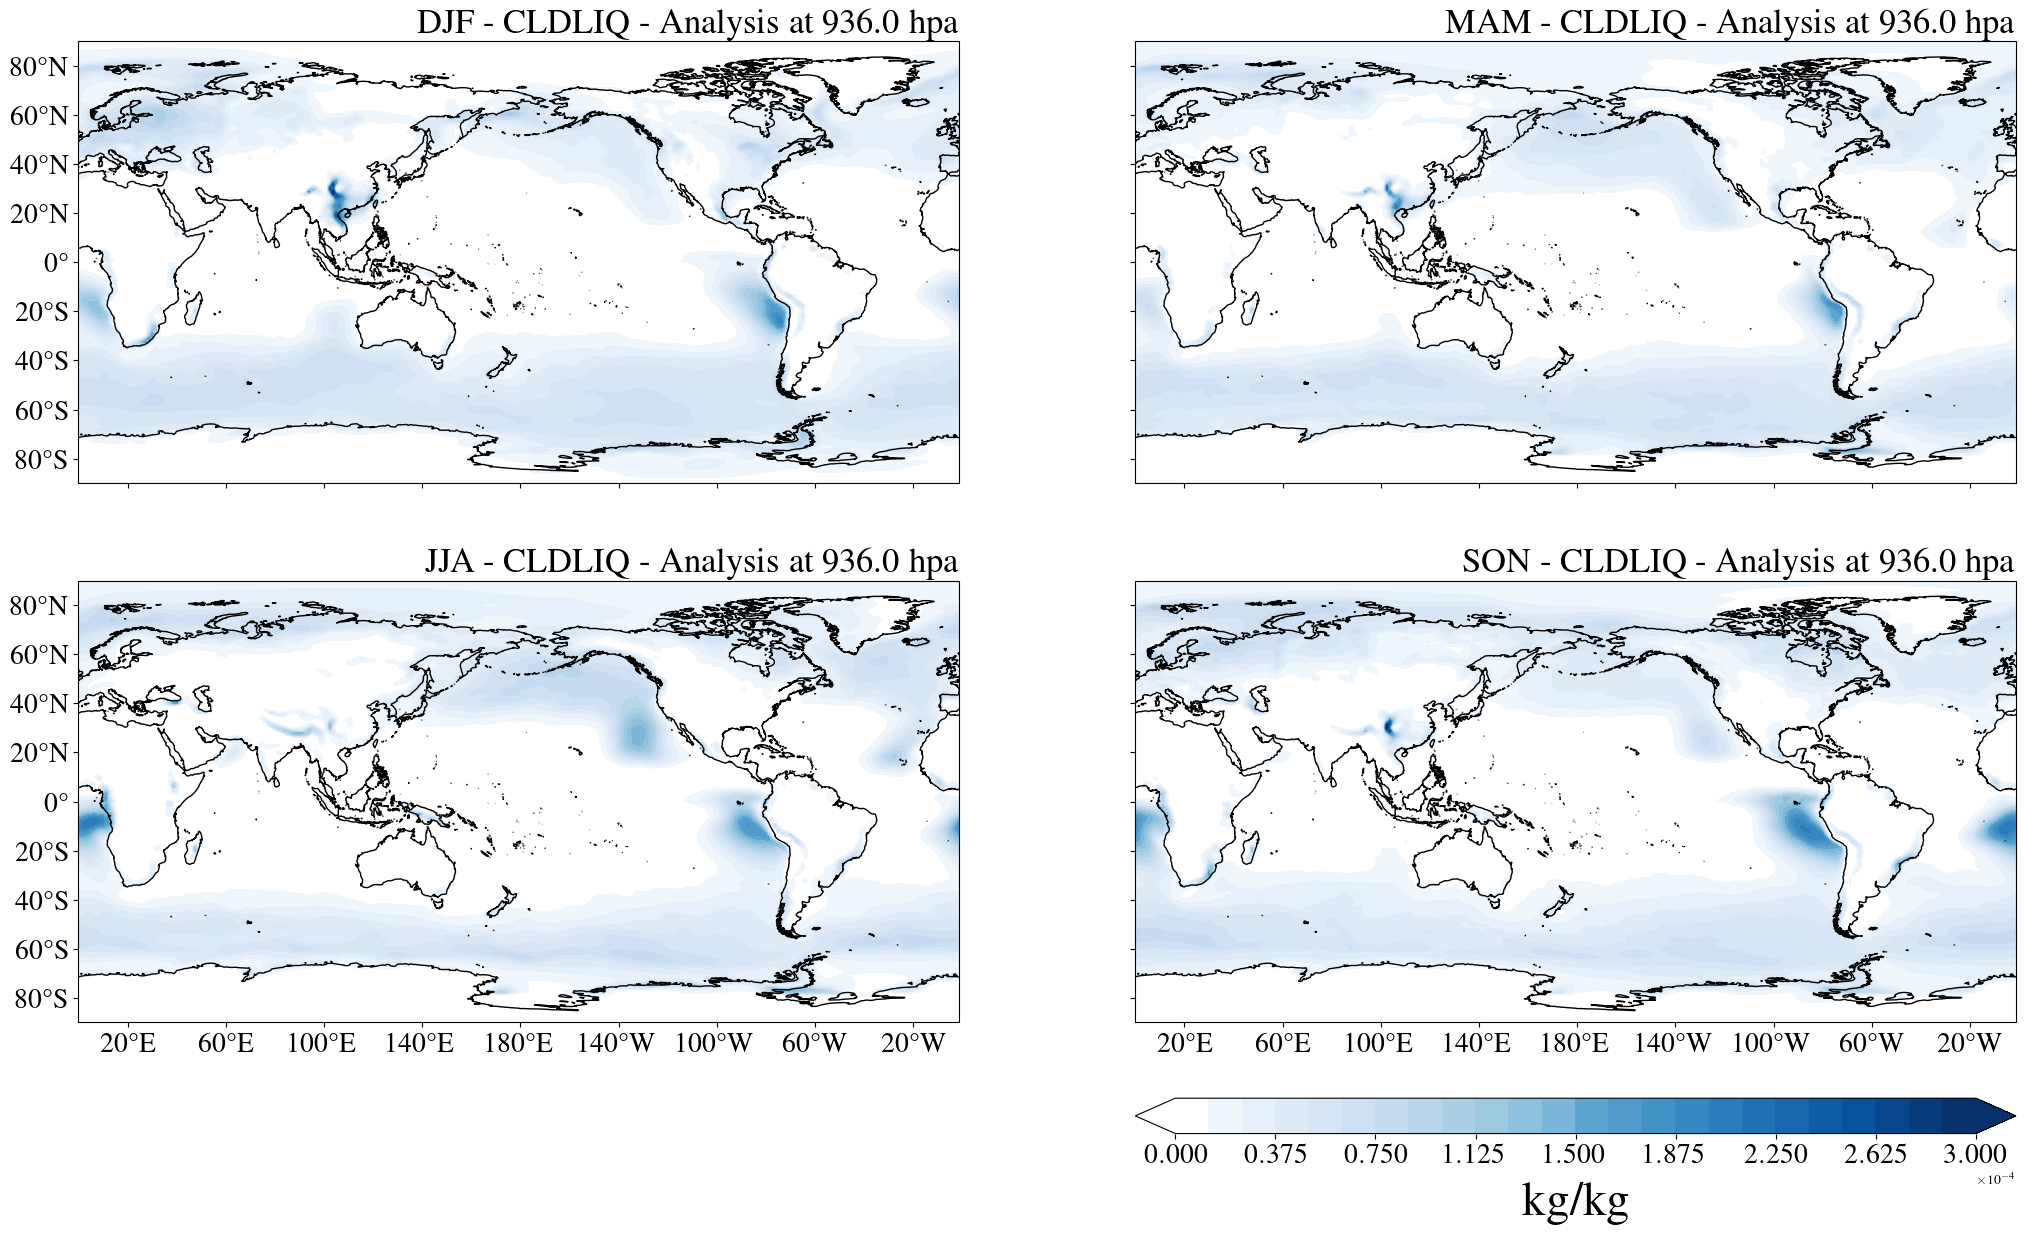 DJF - CLDLIQ - Analysis at 936.0 hpa
MAM - CLDLIQ - Analysis at 936.0 hpa
80°N
60°N
40°N
20°N
0°
20°S
40°S
60°S
80°S
JJA - CLDLIQ - Analysis at 936.0 hpa
SON - CLDLIQ - Analysis at 936.0 hpa
80°N
60°N
40°N
20°N
0°
20°S
40°S
60°S
80°S
20°E 60°E 100°E 140°E 180°E 140°W 100°W 60°W 20°W
20°E 60°E 100°E 140°E 180°E 140°W 100°W 60°W 20°W
0.000 0.375 0.750 1.125 1.500 1.875 2.250 2.625 3.000
×10⁻⁴
kg/kg